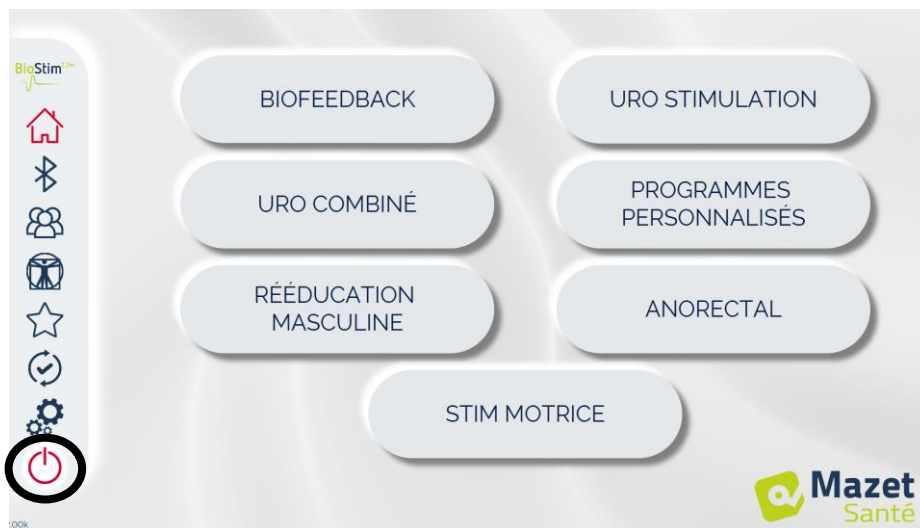 BioStim
BIOFEEDBACK
URO STIMULATION
URO COMBINÉ
PROGRAMMES
PERSONNALISÉS
RÉÉDUCATION
MASCULINE
ANORECTAL
STIM MOTRICE
Mazet
Santé